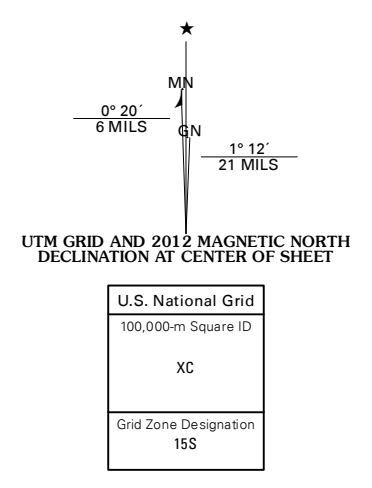 ★
MN
0° 20´
6 MILS
GN
1° 12´
21 MILS
UTM GRID AND 2012 MAGNETIC NORTH
DECLINATION AT CENTER OF SHEET
U.S. National Grid
100,000-m Square ID
XC
Grid Zone Designation
15S